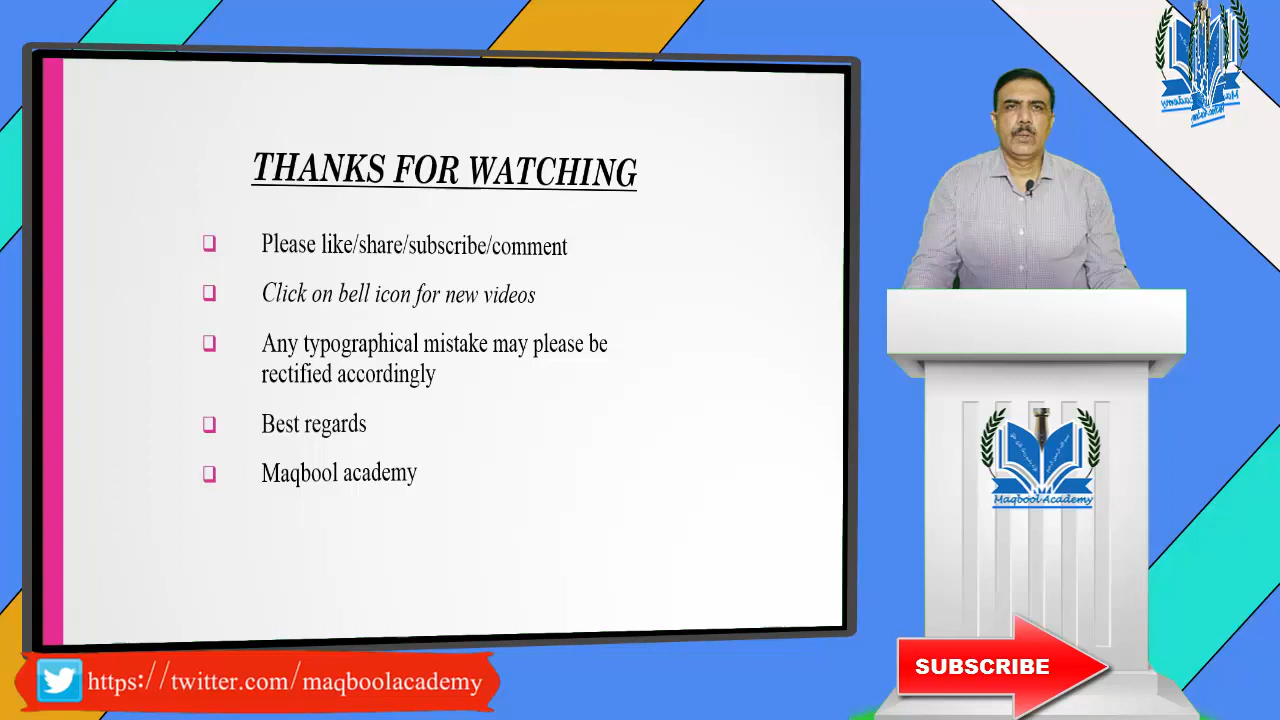 THANKS FOR WATCHING
Please like/share/subscribe/comment
Click on bell icon for new videos
Any typographical mistake may please be
rectified accordingly
Best regards
Maqbool academy
Maqbool Academy
SUBSCRIBE
https://twitter.com/maqboolacademy